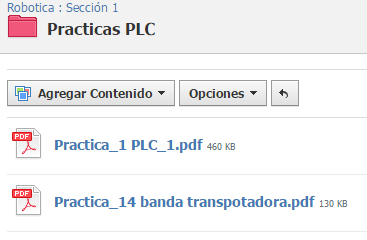 Robotica : Sección 1
Practicas PLC
Agregar Contenido Opciones
PDF Practica_1 PLC_1.pdf 460 KB
PDF Practica_14 banda transpotadora.pdf 130 KB